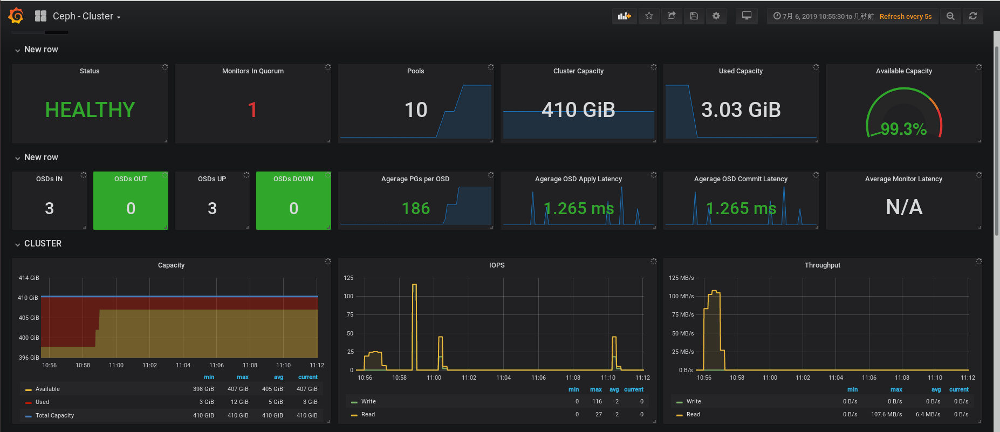 Ceph - Cluster
7月 6, 2019 10:55:30 to 几秒前 Refresh every 5s
New row
Status
HEALTHY
Monitors In Quorum
1
Pools
10
Cluster Capacity
410 GiB
Used Capacity
3.03 GiB
Available Capacity
99.3%
New row
OSDs IN
3
OSDs OUT
0
OSDs UP
3
OSDs DOWN
0
Agerage PGs per OSD
186
Agerage OSD Apply Latency
1.265 ms
Agerage OSD Commit Latency
1.265 ms
Average Monitor Latency
N/A
CLUSTER
Capacity
414 GiB
410 GiB
405 GiB
400 GiB
396 GiB
10:56 10:58 11:00 11:02 11:04 11:06 11:08 11:10 11:12
min max avg current
Available 398 GiB 407 GiB 405 GiB 407 GiB
Used 3 GiB 12 GiB 5 GiB 3 GiB
Total Capacity 410 GiB 410 GiB 410 GiB 410 GiB
IOPS
125
100
75
50
25
0
10:56 10:58 11:00 11:02 11:04 11:06 11:08 11:10 11:12
min max avg current
Write 0 116 2 0
Read 0 27 2 0
Throughput
125 MB/s
100 MB/s
75 MB/s
50 MB/s
25 MB/s
0 B/s
10:56 10:58 11:00 11:02 11:04 11:06 11:08 11:10 11:12
min max avg current
Write 0 B/s 0 B/s 0 B/s 0 B/s
Read 0 B/s 107.6 MB/s 6.4 MB/s 0 B/s